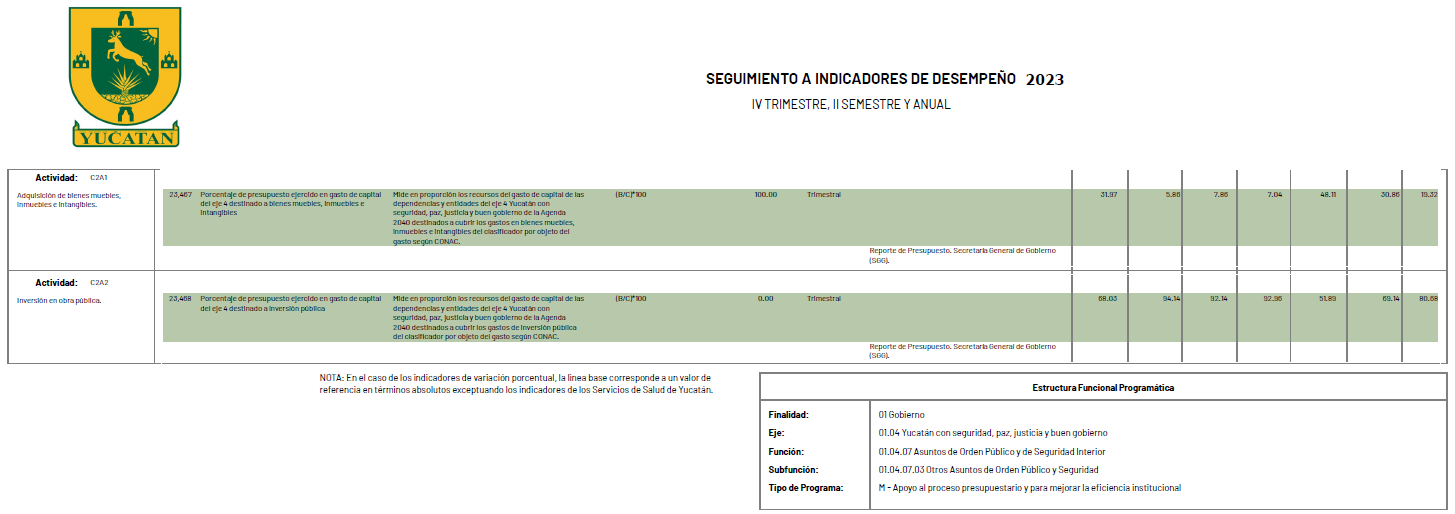 YUCATAN
SEGUIMIENTO A INDICADORES DE DESEMPEÑO 2023
IV TRIMESTRE, II SEMESTRE Y ANUAL
Actividad: C2A1
Adquisición de bienes muebles,
Inmuebles e Intangibles.
23,467 Porcentaje de presupuesto ejercido en gasto de capital
del eje 4 destinado a bienes muebles, Inmuebles e
Intangibles
Mide en proporción los recursos del gasto de capital de las
dependencias y entidades del eje 4 Yucatán con
seguridad, paz, justicia y buen gobierno de la Agenda
2040 destinados a cubrir los gastos en bienes muebles,
Inmuebles e Intangibles del clasificador por objeto del
gasto según CONAC.
(B/C)*100 100.00 Trimestral 31.97 5.86 7.86 7.04 48.11 30.86 19.32
Reporte de Presupuesto. Secretaría General de Gobierno
(SGG).
Actividad: C2A2
Inversión en obra pública.
23,468 Porcentaje de presupuesto ejercido en gasto de capital
del eje 4 destinado a Inversión pública
Mide en proporción los recursos del gasto de capital de las
dependencias y entidades del eje 4 Yucatán con
seguridad, paz, justicia y buen gobierno de la Agenda
2040 destinados a cubrir los gastos de Inversión pública
del clasificador por objeto del gasto según CONAC.
(B/C)*100 0.00 Trimestral 68.03 94.14 92.14 92.96 51.89 69.14 80.68
Reporte de Presupuesto. Secretaría General de Gobierno
(SGG).
NOTA: En el caso de los indicadores de variación porcentual, la línea base corresponde a un valor de
referencia en términos absolutos exceptuando los indicadores de los Servicios de Salud de Yucatán.
Estructura Funcional Programática
Finalidad: 01 Gobierno
Eje: 01.04 Yucatán con seguridad, paz, justicia y buen gobierno
Función: 01.04.07 Asuntos de Orden Público y de Seguridad Interior
Subfunción: 01.04.07.03 Otros Asuntos de Orden Público y Seguridad
Tipo de Programa: M - Apoyo al proceso presupuestario y para mejorar la eficiencia institucional